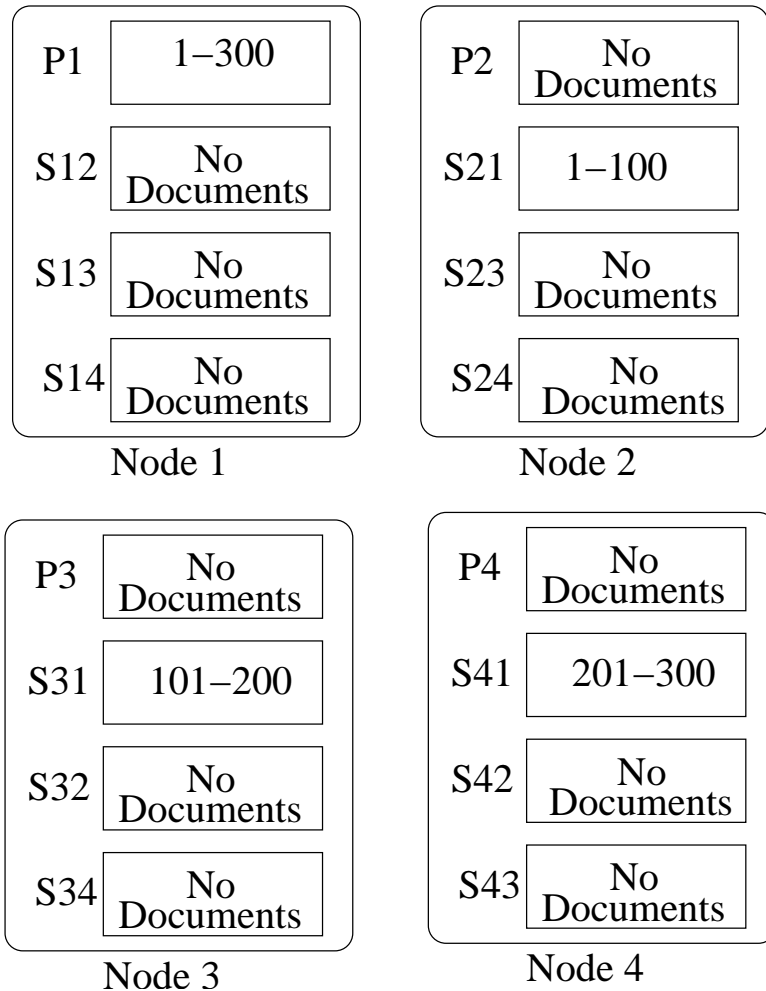 P1
1–300
S12
No
Documents
S13
No
Documents
S14
No
Documents
Node 1
P2
No
Documents
S21
1–100
S23
No
Documents
S24
No
Documents
Node 2
P3
No
Documents
S31
101–200
S32
No
Documents
S34
No
Documents
Node 3
P4
No
Documents
S41
201–300
S42
No
Documents
S43
No
Documents
Node 4